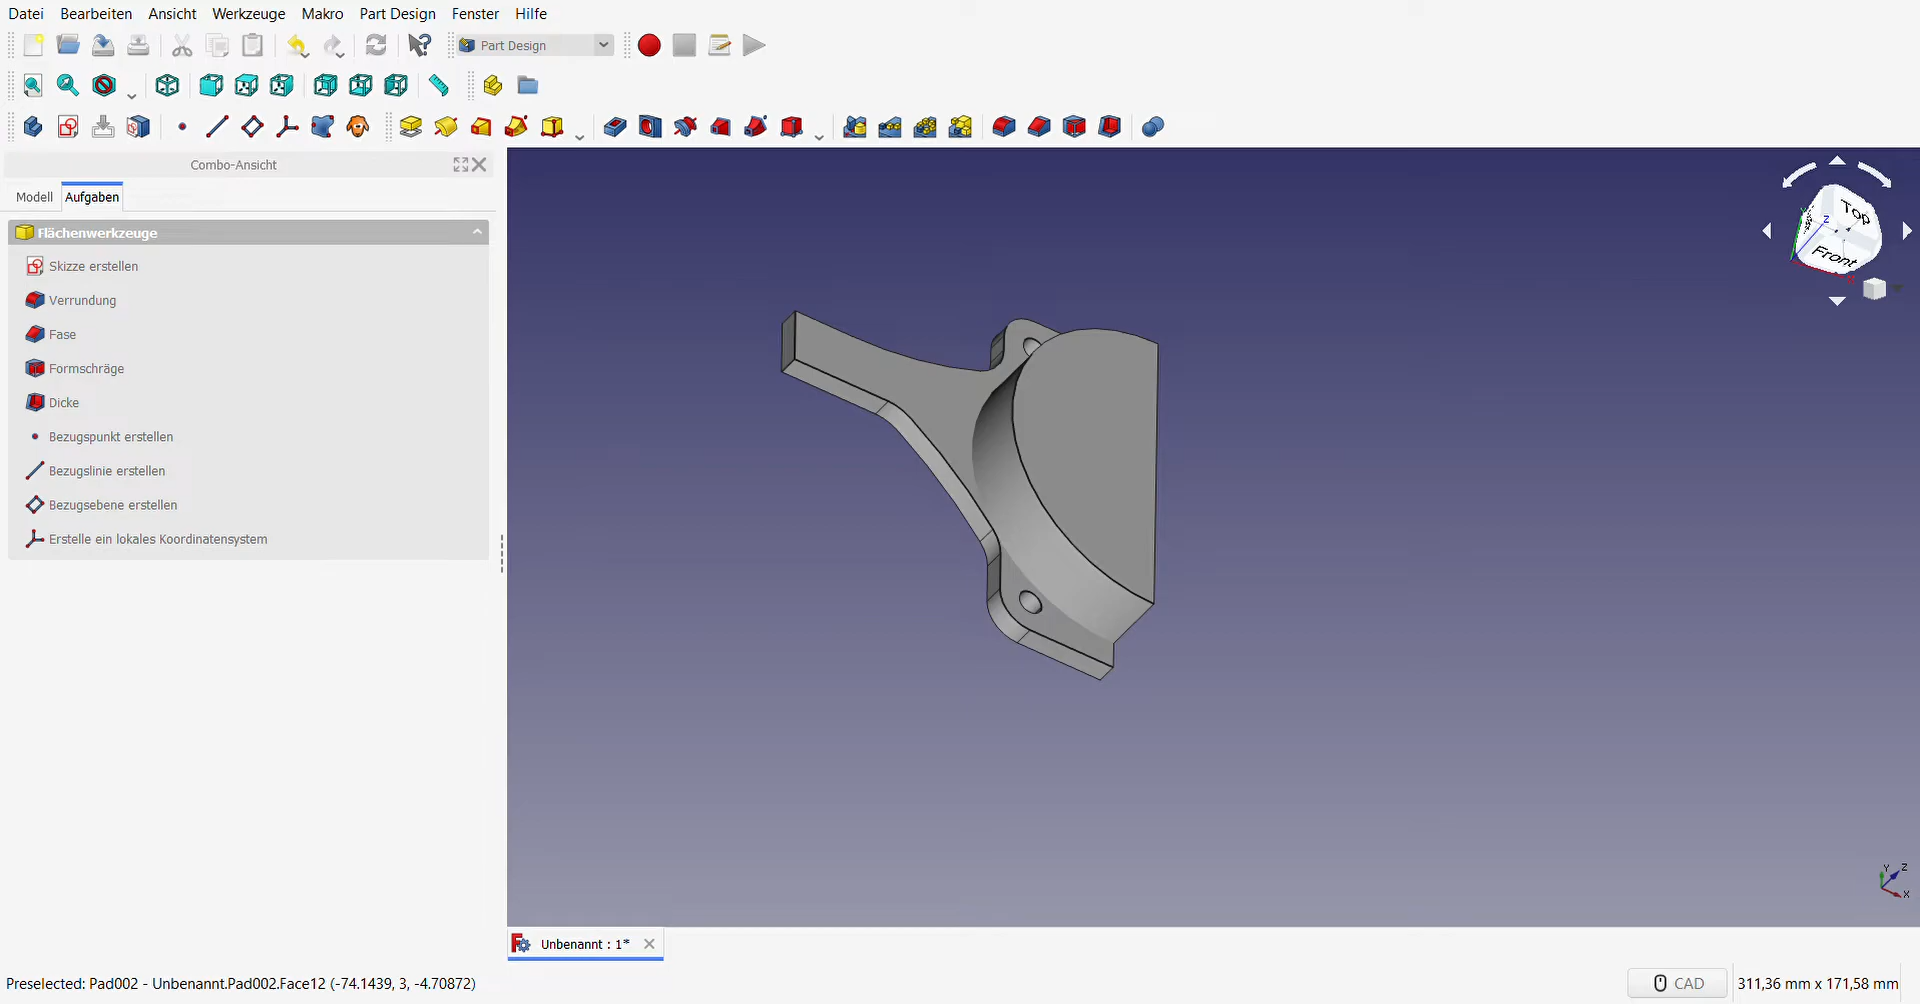 Datei Bearbeiten Ansicht Werkzeuge Makro Part Design Fenster Hilfe
Part Design
Combo-Ansicht
Modell Aufgaben
Flächenwerkzeuge
Skizze erstellen
Verrundung
Fase
Formschräge
Dicke
Bezugspunkt erstellen
Bezugslinie erstellen
Bezugsebene erstellen
Erstelle ein lokales Koordinatensystem
Top
Front
Z
X
Y Z
X
Unbenannt : 1*
Preselected: Pad002 - Unbenannt.Pad002.Face12 (-74.1439, 3, -4.70872)
CAD
311,36 mm x 171,58 mm